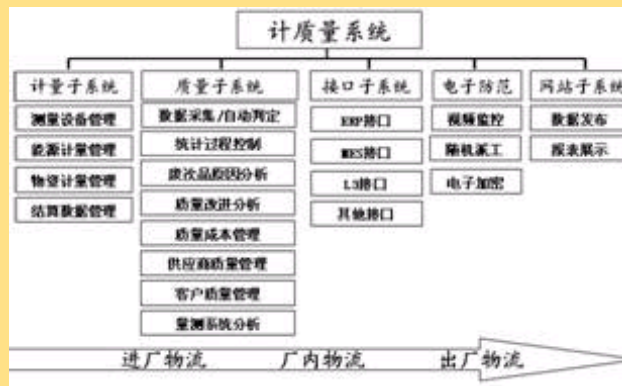 计质量系统
计量子系统
测量设备管理
能源计量管理
物资计量管理
结算数据管理
质量子系统
数据采集/自动判定
统计过程控制
废次品原因分析
质量改进分析
质量成本管理
供应商质量管理
客户质量管理
量测系统分析
接口子系统
ERP接口
MES接口
L3接口
其他接口
电子防范
视频监控
随机派工
电子加密
网站子系统
数据发布
报表展示
进厂物流
厂内物流
出厂物流